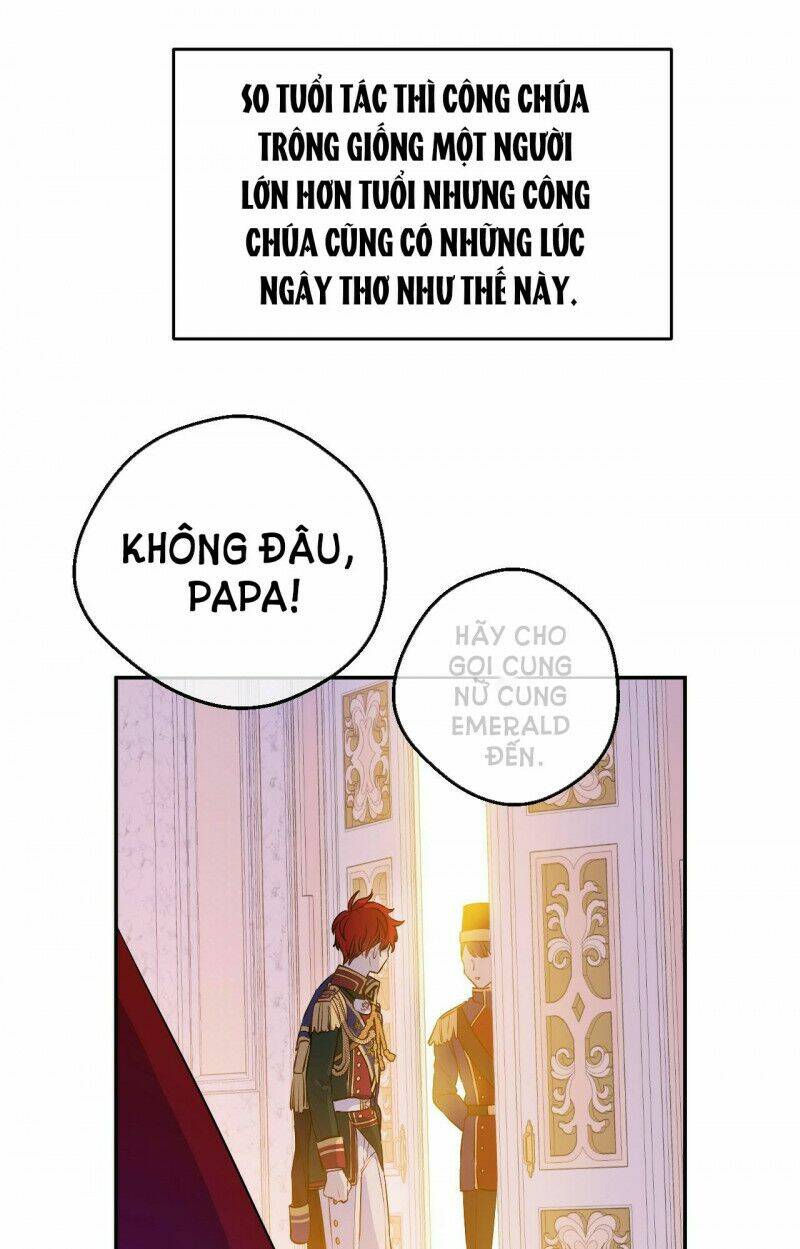 SO TUỔI TÁC THÌ CÔNG CHÚA
TRÔNG GIỐNG MỘT NGƯỜI
LỚN HƠN TUỔI NHƯNG CÔNG
CHÚA CŨNG CÓ NHỮNG LÚC
NGÂY THƠ NHƯ THẾ NÀY.
KHÔNG ĐÂU,
PAPA!
HÃY CHO
GỌI CUNG
NỮ CUNG
EMERALD
ĐẾN.